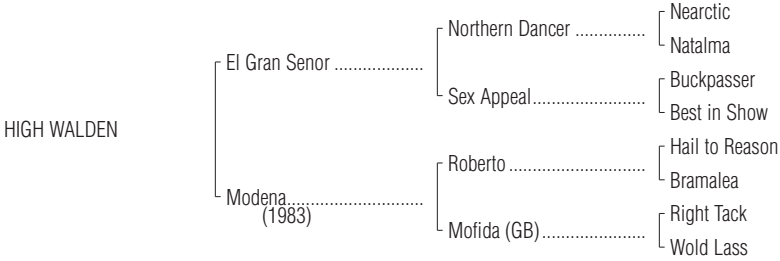 Nearctic
Northern Dancer ...............
Natalma
El Gran Senor ...................
Buckpasser
Sex Appeal........................
Best in Show
HIGH WALDEN
Hail to Reason
Roberto .............................
Bramalea
Modena.............................
(1983)
Right Tack
Mofida (GB)......................
Wold Lass